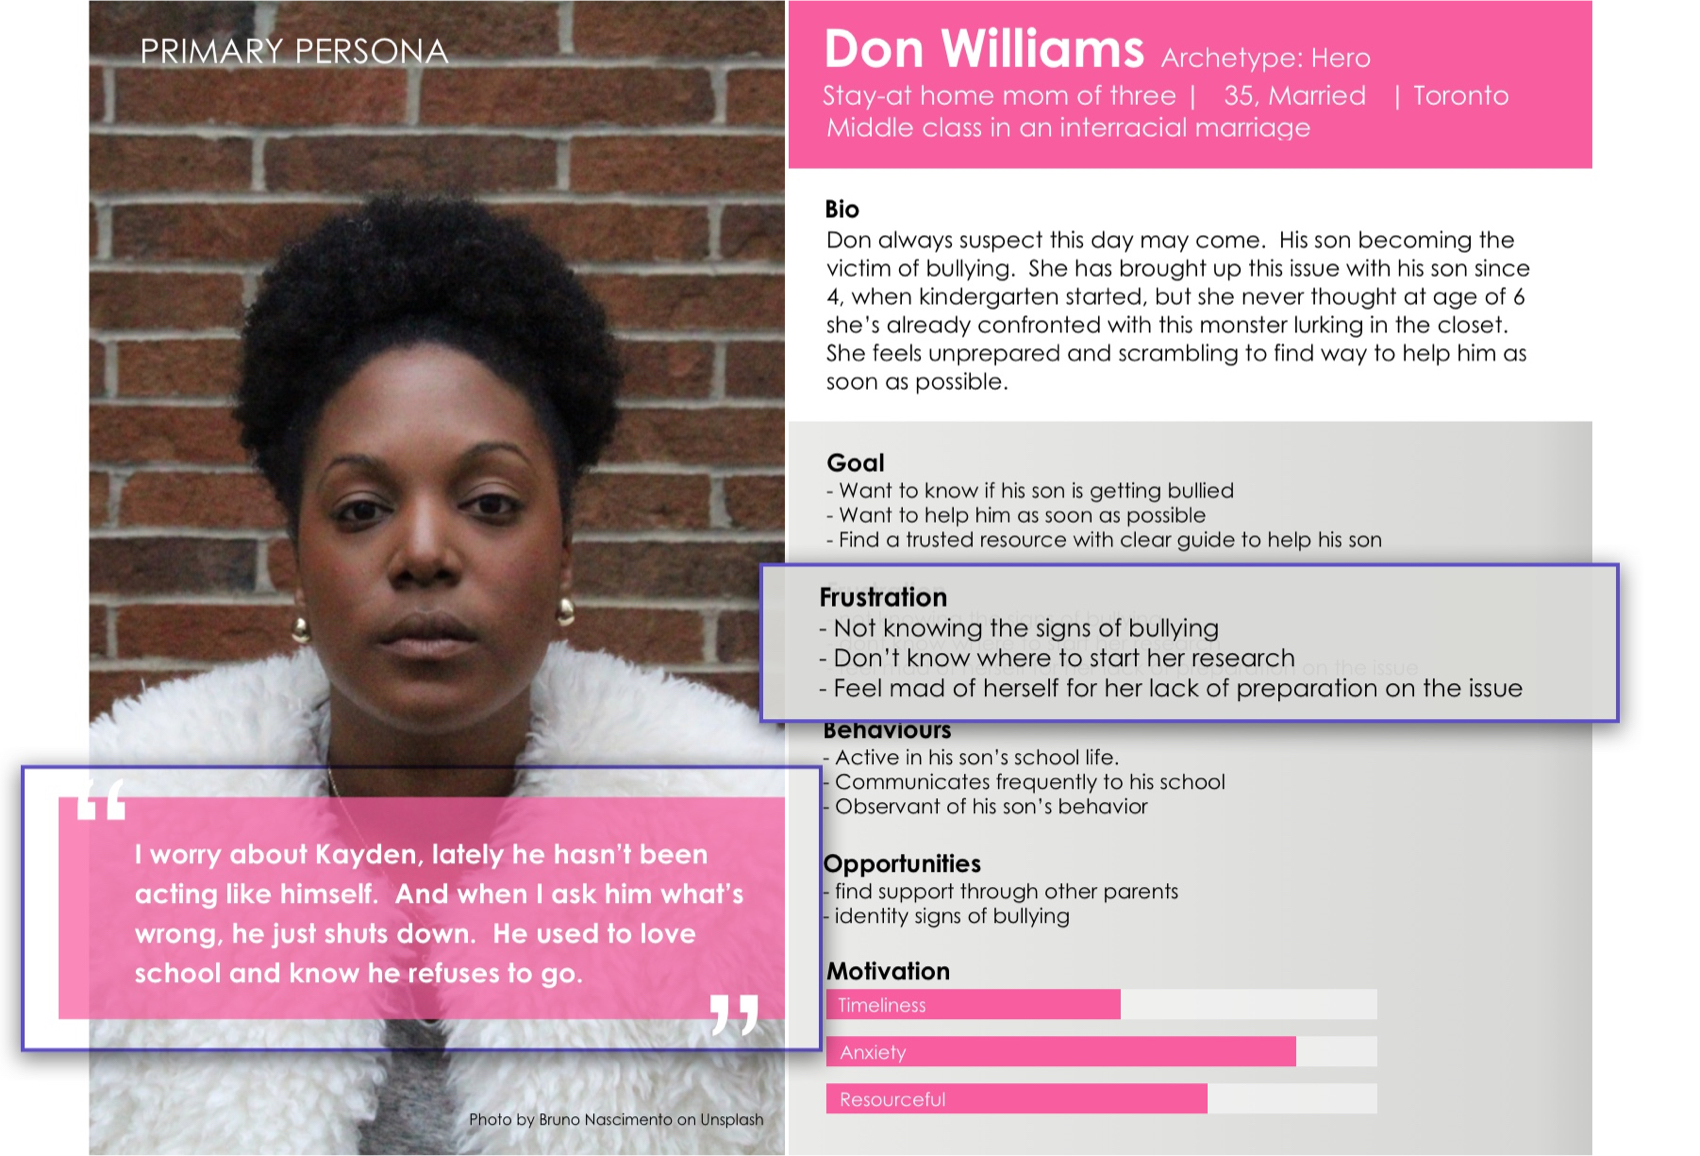 PRIMARY PERSONA
“
I worry about Kayden, lately he hasn't been
acting like himself.  And when I ask him what's
wrong, he just shuts down.  He used to love
school and know he refuses to go.
”
Photo by Bruno Nascimento on Unsplash
Don Williams Archetype: Hero
Stay-at home mom of three |   35, Married   | Toronto
Middle class in an interracial marriage
Bio
Don always suspect this day may come.  His son becoming the
victim of bullying.  She has brought up this issue with his son since
4, when kindergarten started, but she never thought at age of 6
she's already confronted with this monster lurking in the closet.
She feels unprepared and scrambling to find way to help him as
soon as possible.
Goal
- Want to know if his son is getting bullied
- Want to help him as soon as possible
- Find a trusted resource with clear guide to help his son
Frustration
- Not knowing the signs of bullying
- Don't know where to start her research
- Feel mad of herself for her lack of preparation on the issue
Behaviours
- Active in his son's school life.
- Communicates frequently to his school
- Observant of his son's behavior
Opportunities
- find support through other parents
- identity signs of bullying
Motivation
Timeliness
Anxiety
Resourceful